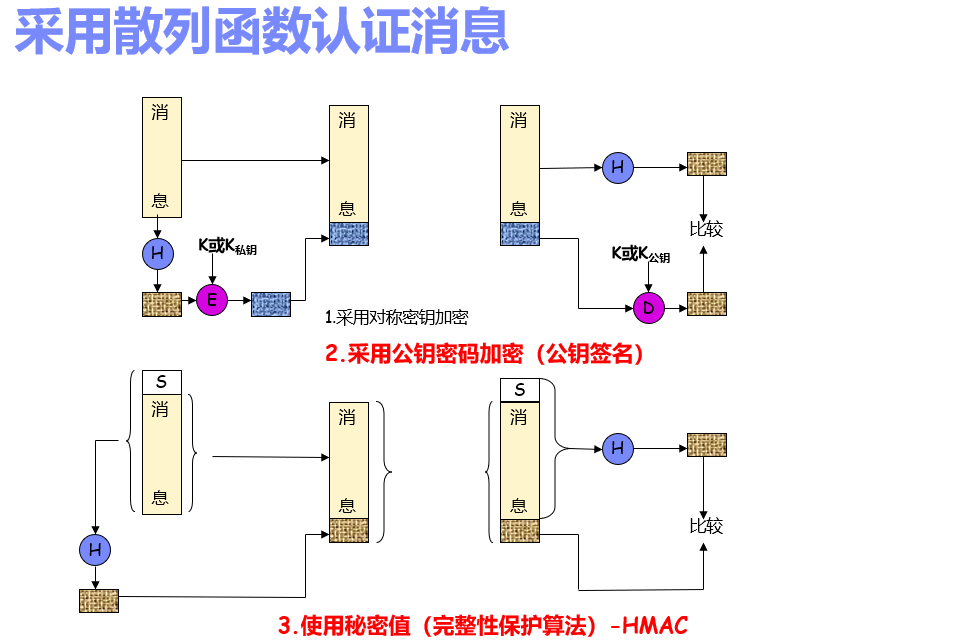 采用散列函数认证消息
消
息
消
息
消
息
H
比较
H
K或K私钥
E
K或K公钥
D
1.采用对称密钥加密
2.采用公钥密码加密（公钥签名）
S
消
息
消
息
S
消
息
H
比较
H
3.使用秘密值（完整性保护算法）-HMAC